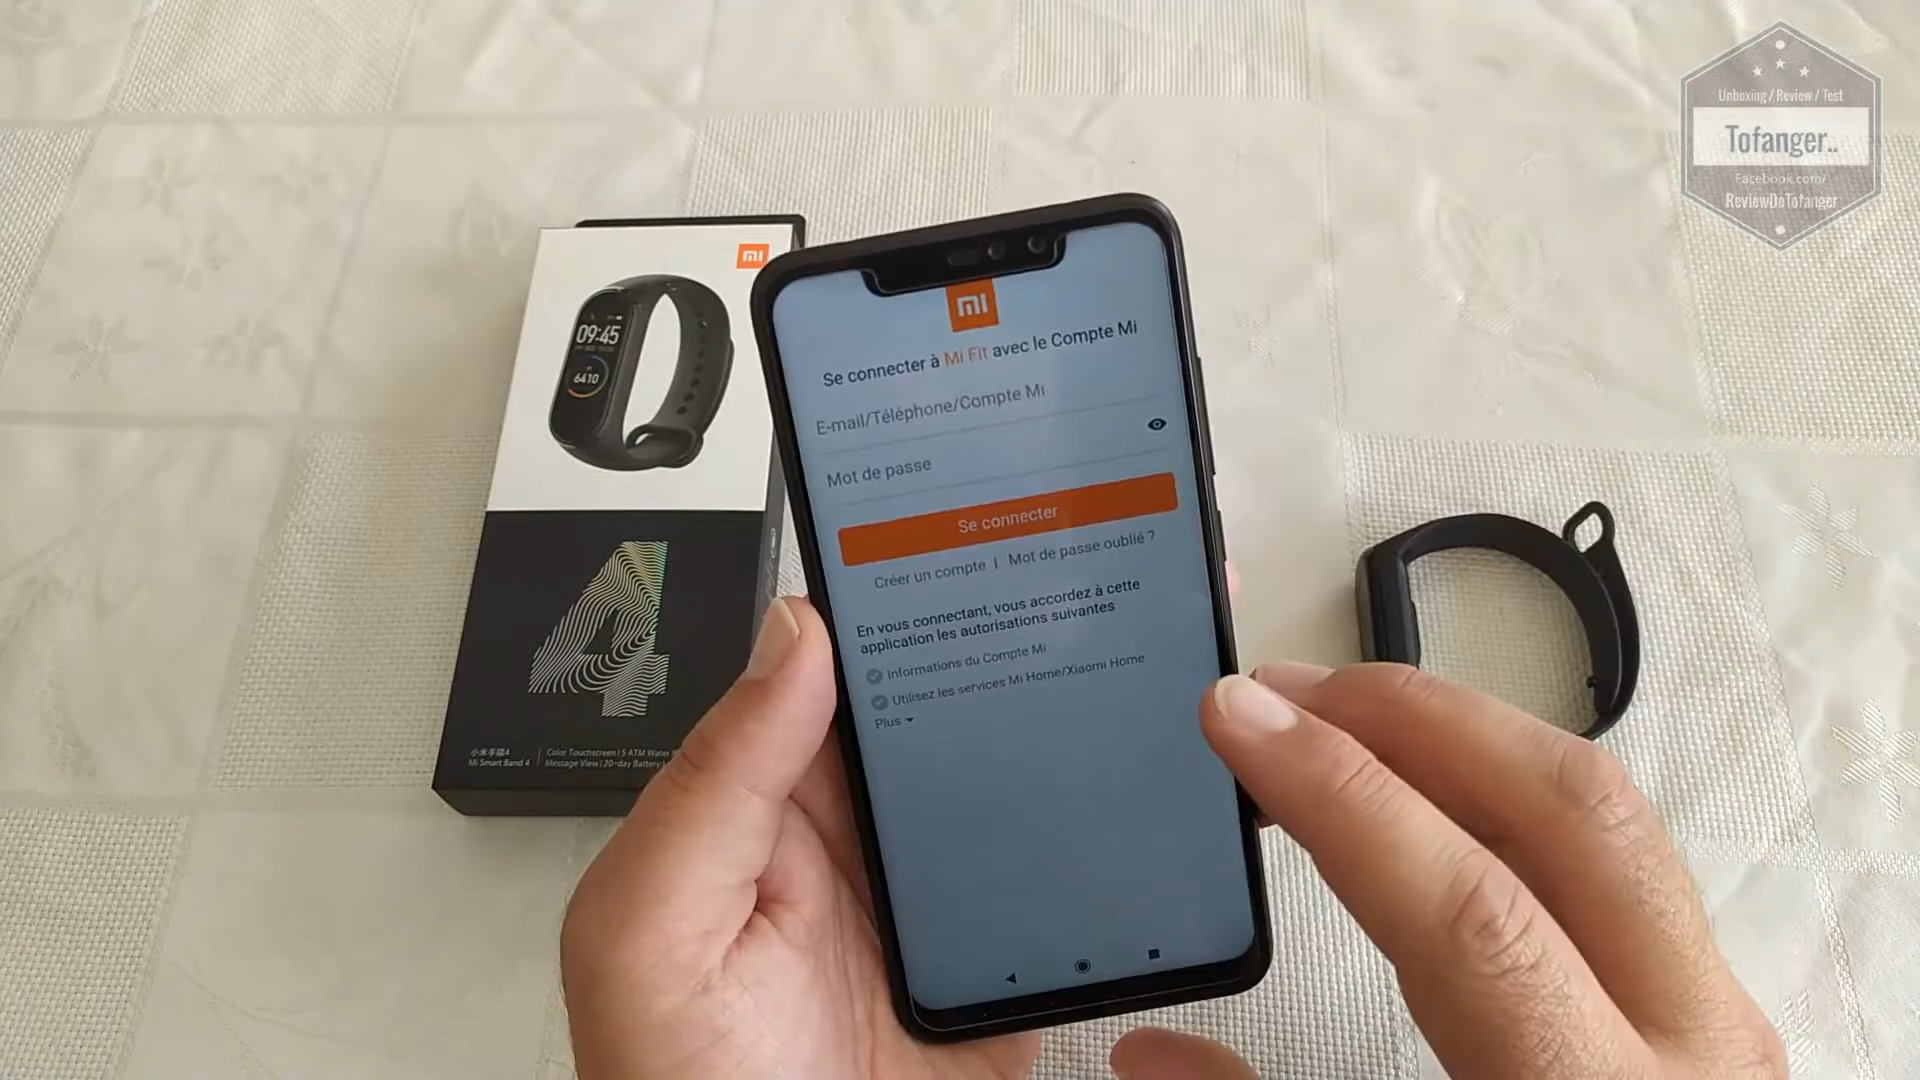 Unboxing / Review / Test
Tofanger..
Facebook.com/
ReviewDeTofanger
mi
09:45
6410
小米手环4
Mi Smart Band 4
Color Touchscreen | 5 ATM Water
Message View | 20-day Battery
mi
Se connecter à Mi Fit avec le Compte Mi
E-mail/Téléphone/Compte Mi
Mot de passe
Se connecter
Créer un compte | Mot de passe oublié ?
En vous connectant, vous accordez à cette
application les autorisations suivantes
Informations du Compte Mi
Utilisez les services Mi Home/Xiaomi Home
Plus
4